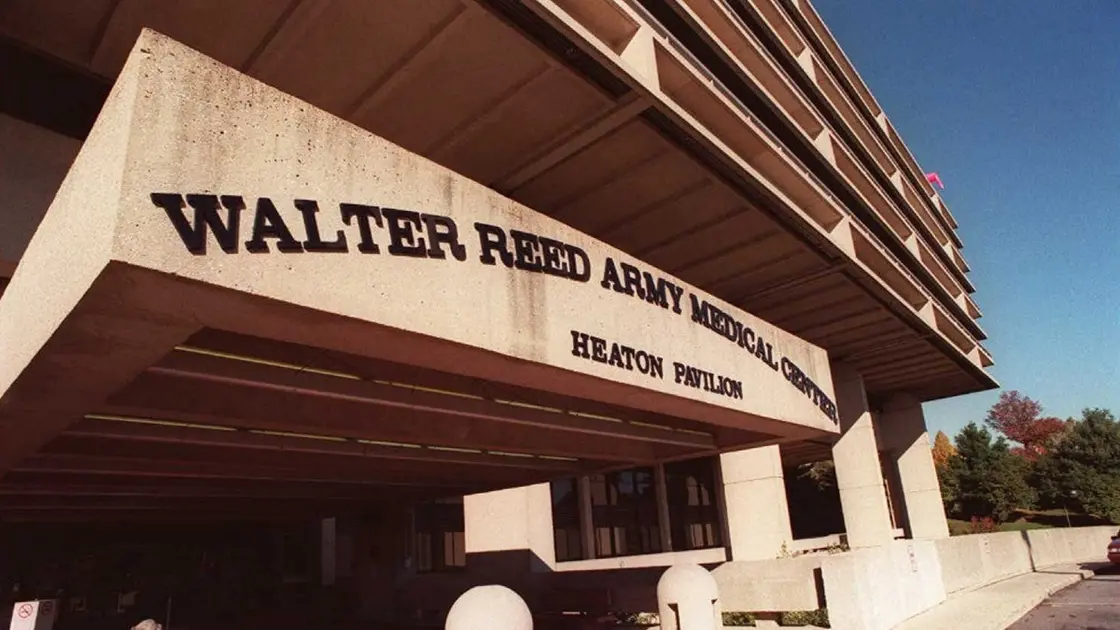 WALTER REED ARMY MEDICAL CENTER
HEATON PAVILION